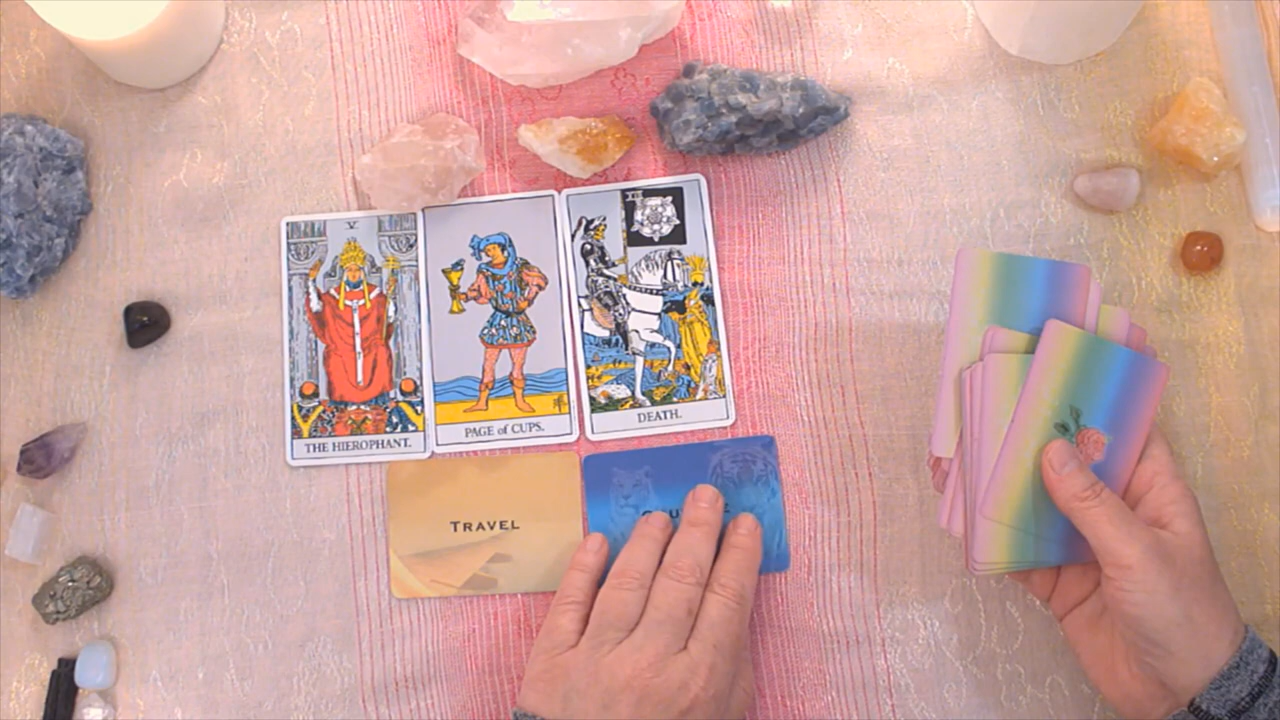 V
THE HIEROPHANT.
PAGE of CUPS.
XIII
DEATH.
TRAVEL